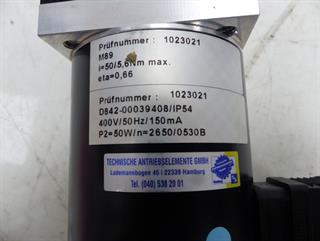 Prüfnummer : 1023021
M89
i=50/5,6Nm max.
eta=0,66
Prüfnummer : 1023021
D842-00039408/IP54
400V/50Hz/150mA
P2=50W/n=2650/0530B
TECHNISCHE ANTRIEBSELEMENTE GMBH
Lademannbogen 45 | 22339 Hamburg
Tel. (040) 538 20 01